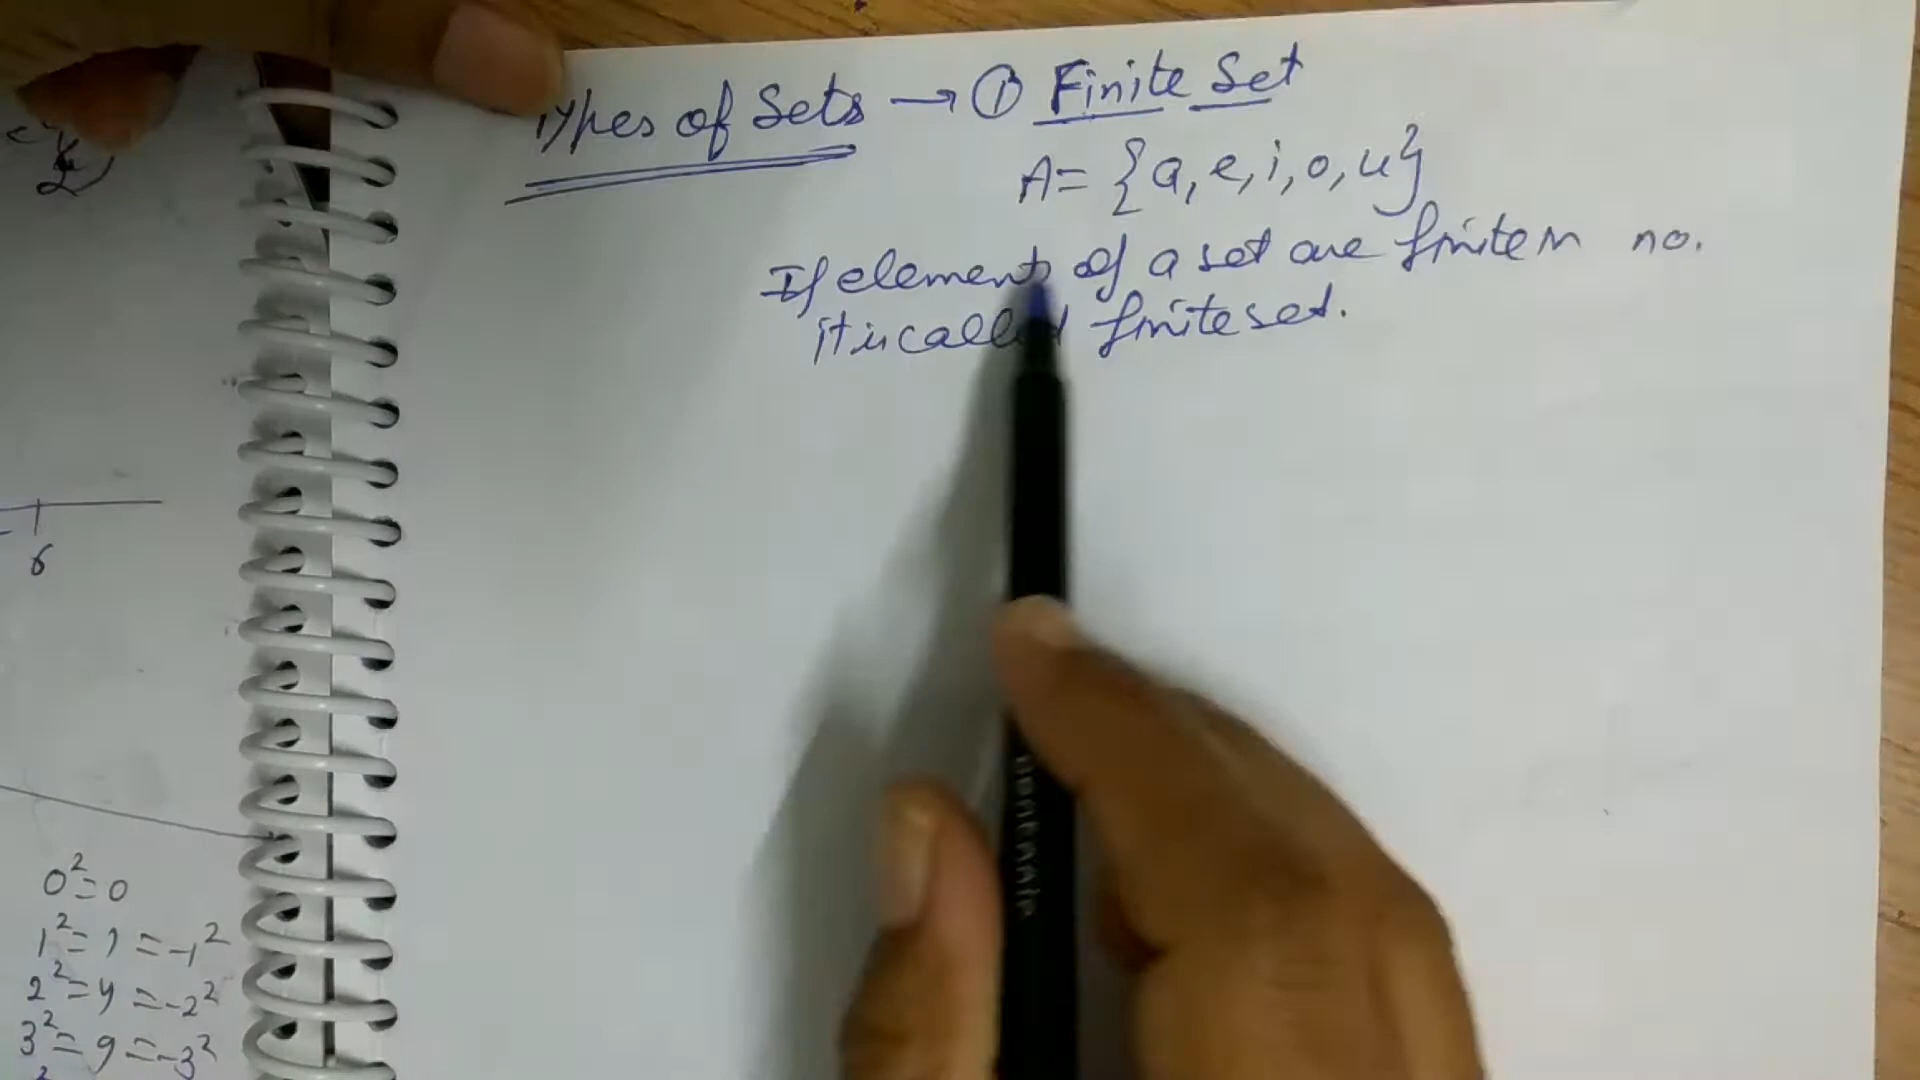 Types of Sets → ① Finite Set
A = {a, e, i, o, u}
If elements of a set are finite in no.
it is called finite set.
6
0² = 0
1² = 1 = -1²
2² = 4 = -2²
3² = 9 = -3²